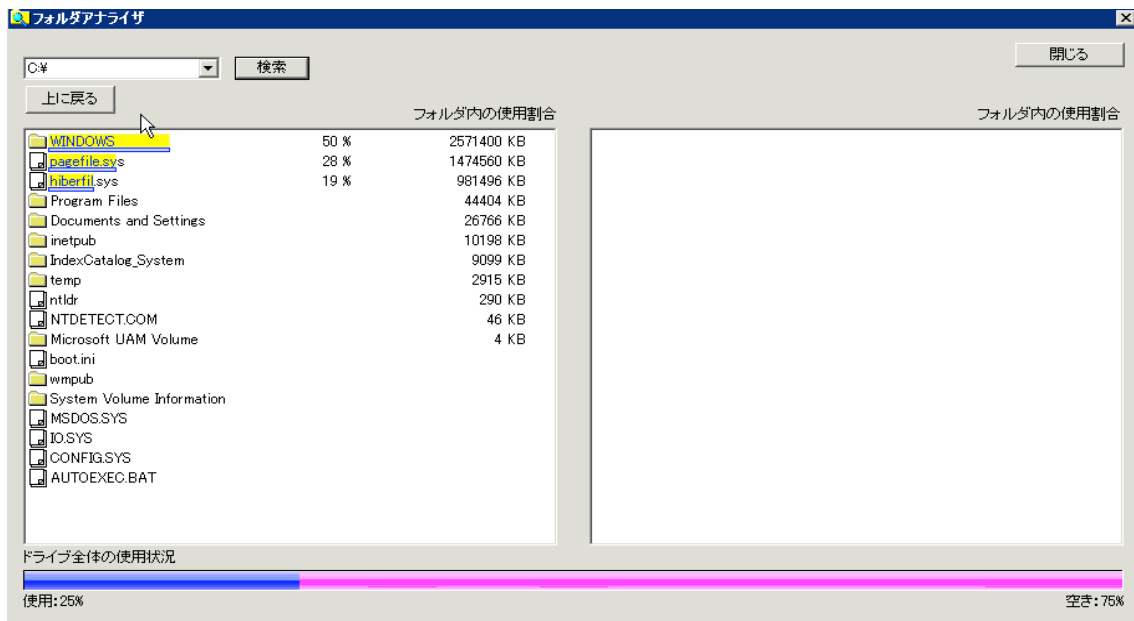 フォルダアナライザ
閉じる
C:¥ 検索
上に戻る
フォルダ内の使用割合 フォルダ内の使用割合
WINDOWS 50 % 2571400 KB
pagefile.sys 28 % 1474560 KB
hiberfil.sys 19 % 981496 KB
Program Files 44404 KB
Documents and Settings 26766 KB
inetpub 10198 KB
IndexCatalog_System 9099 KB
temp 2915 KB
ntldr 290 KB
NTDETECT.COM 46 KB
Microsoft UAM Volume 4 KB
boot.ini
wmpub
System Volume Information
MSDOS.SYS
IO.SYS
CONFIG.SYS
AUTOEXEC.BAT
ドライブ全体の使用状況
使用:25% 空き:75%